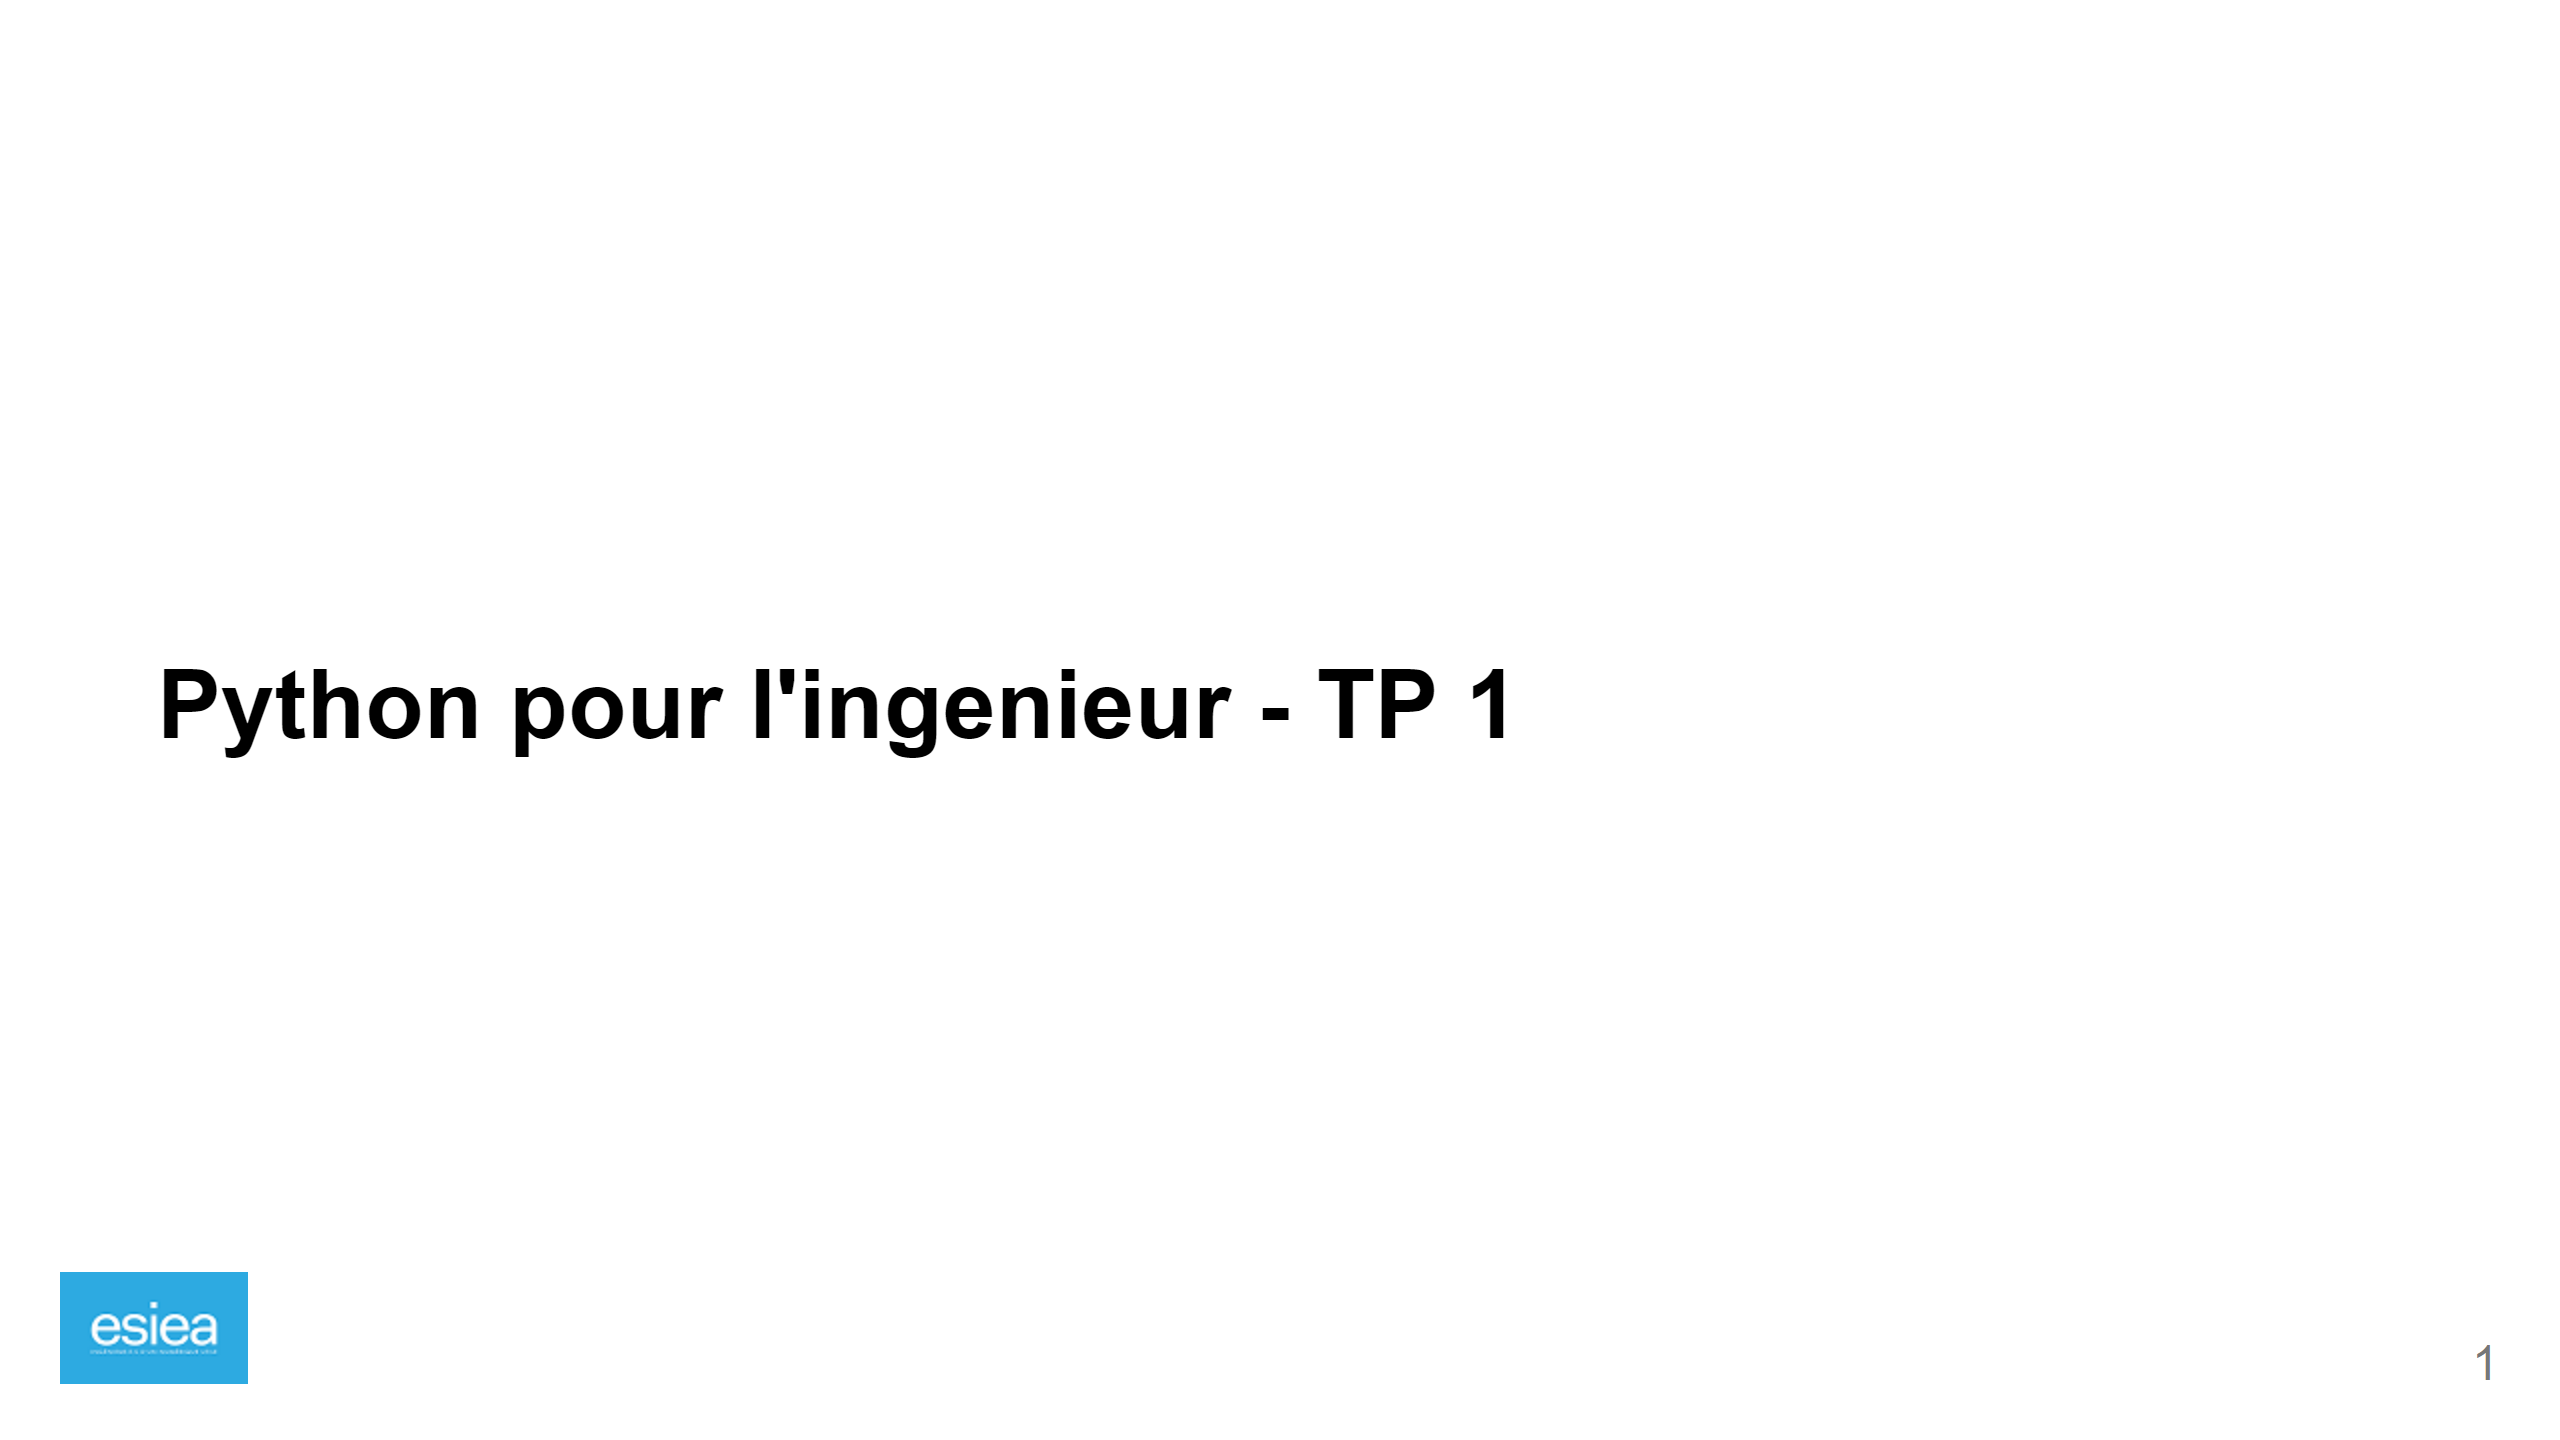 Python pour l'ingenieur - TP 1
esiea
1